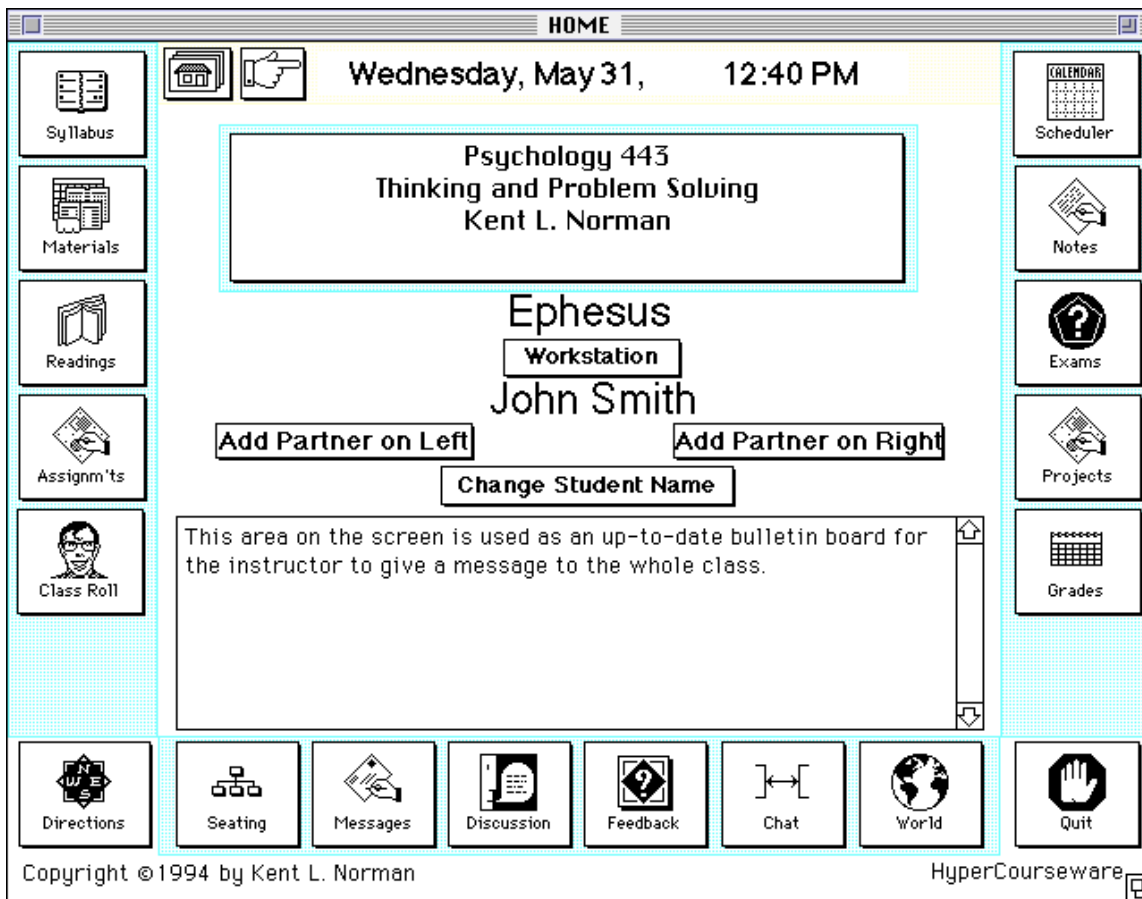 HOME
Wednesday, May 31, 12:40 PM
Syllabus
Materials
Readings
Assignm'ts
Class Roll
Psychology 443
Thinking and Problem Solving
Kent L. Norman
Ephesus
Workstation
John Smith
Add Partner on Left
Add Partner on Right
Change Student Name
This area on the screen is used as an up-to-date bulletin board for
the instructor to give a message to the whole class.
CALENDAR
Scheduler
Notes
?
Exams
Projects
Grades
N
W E
S
Directions
Seating
Messages
Discussion
?
Feedback
Chat
World
Quit
Copyright ©1994 by Kent L. Norman
HyperCourseware